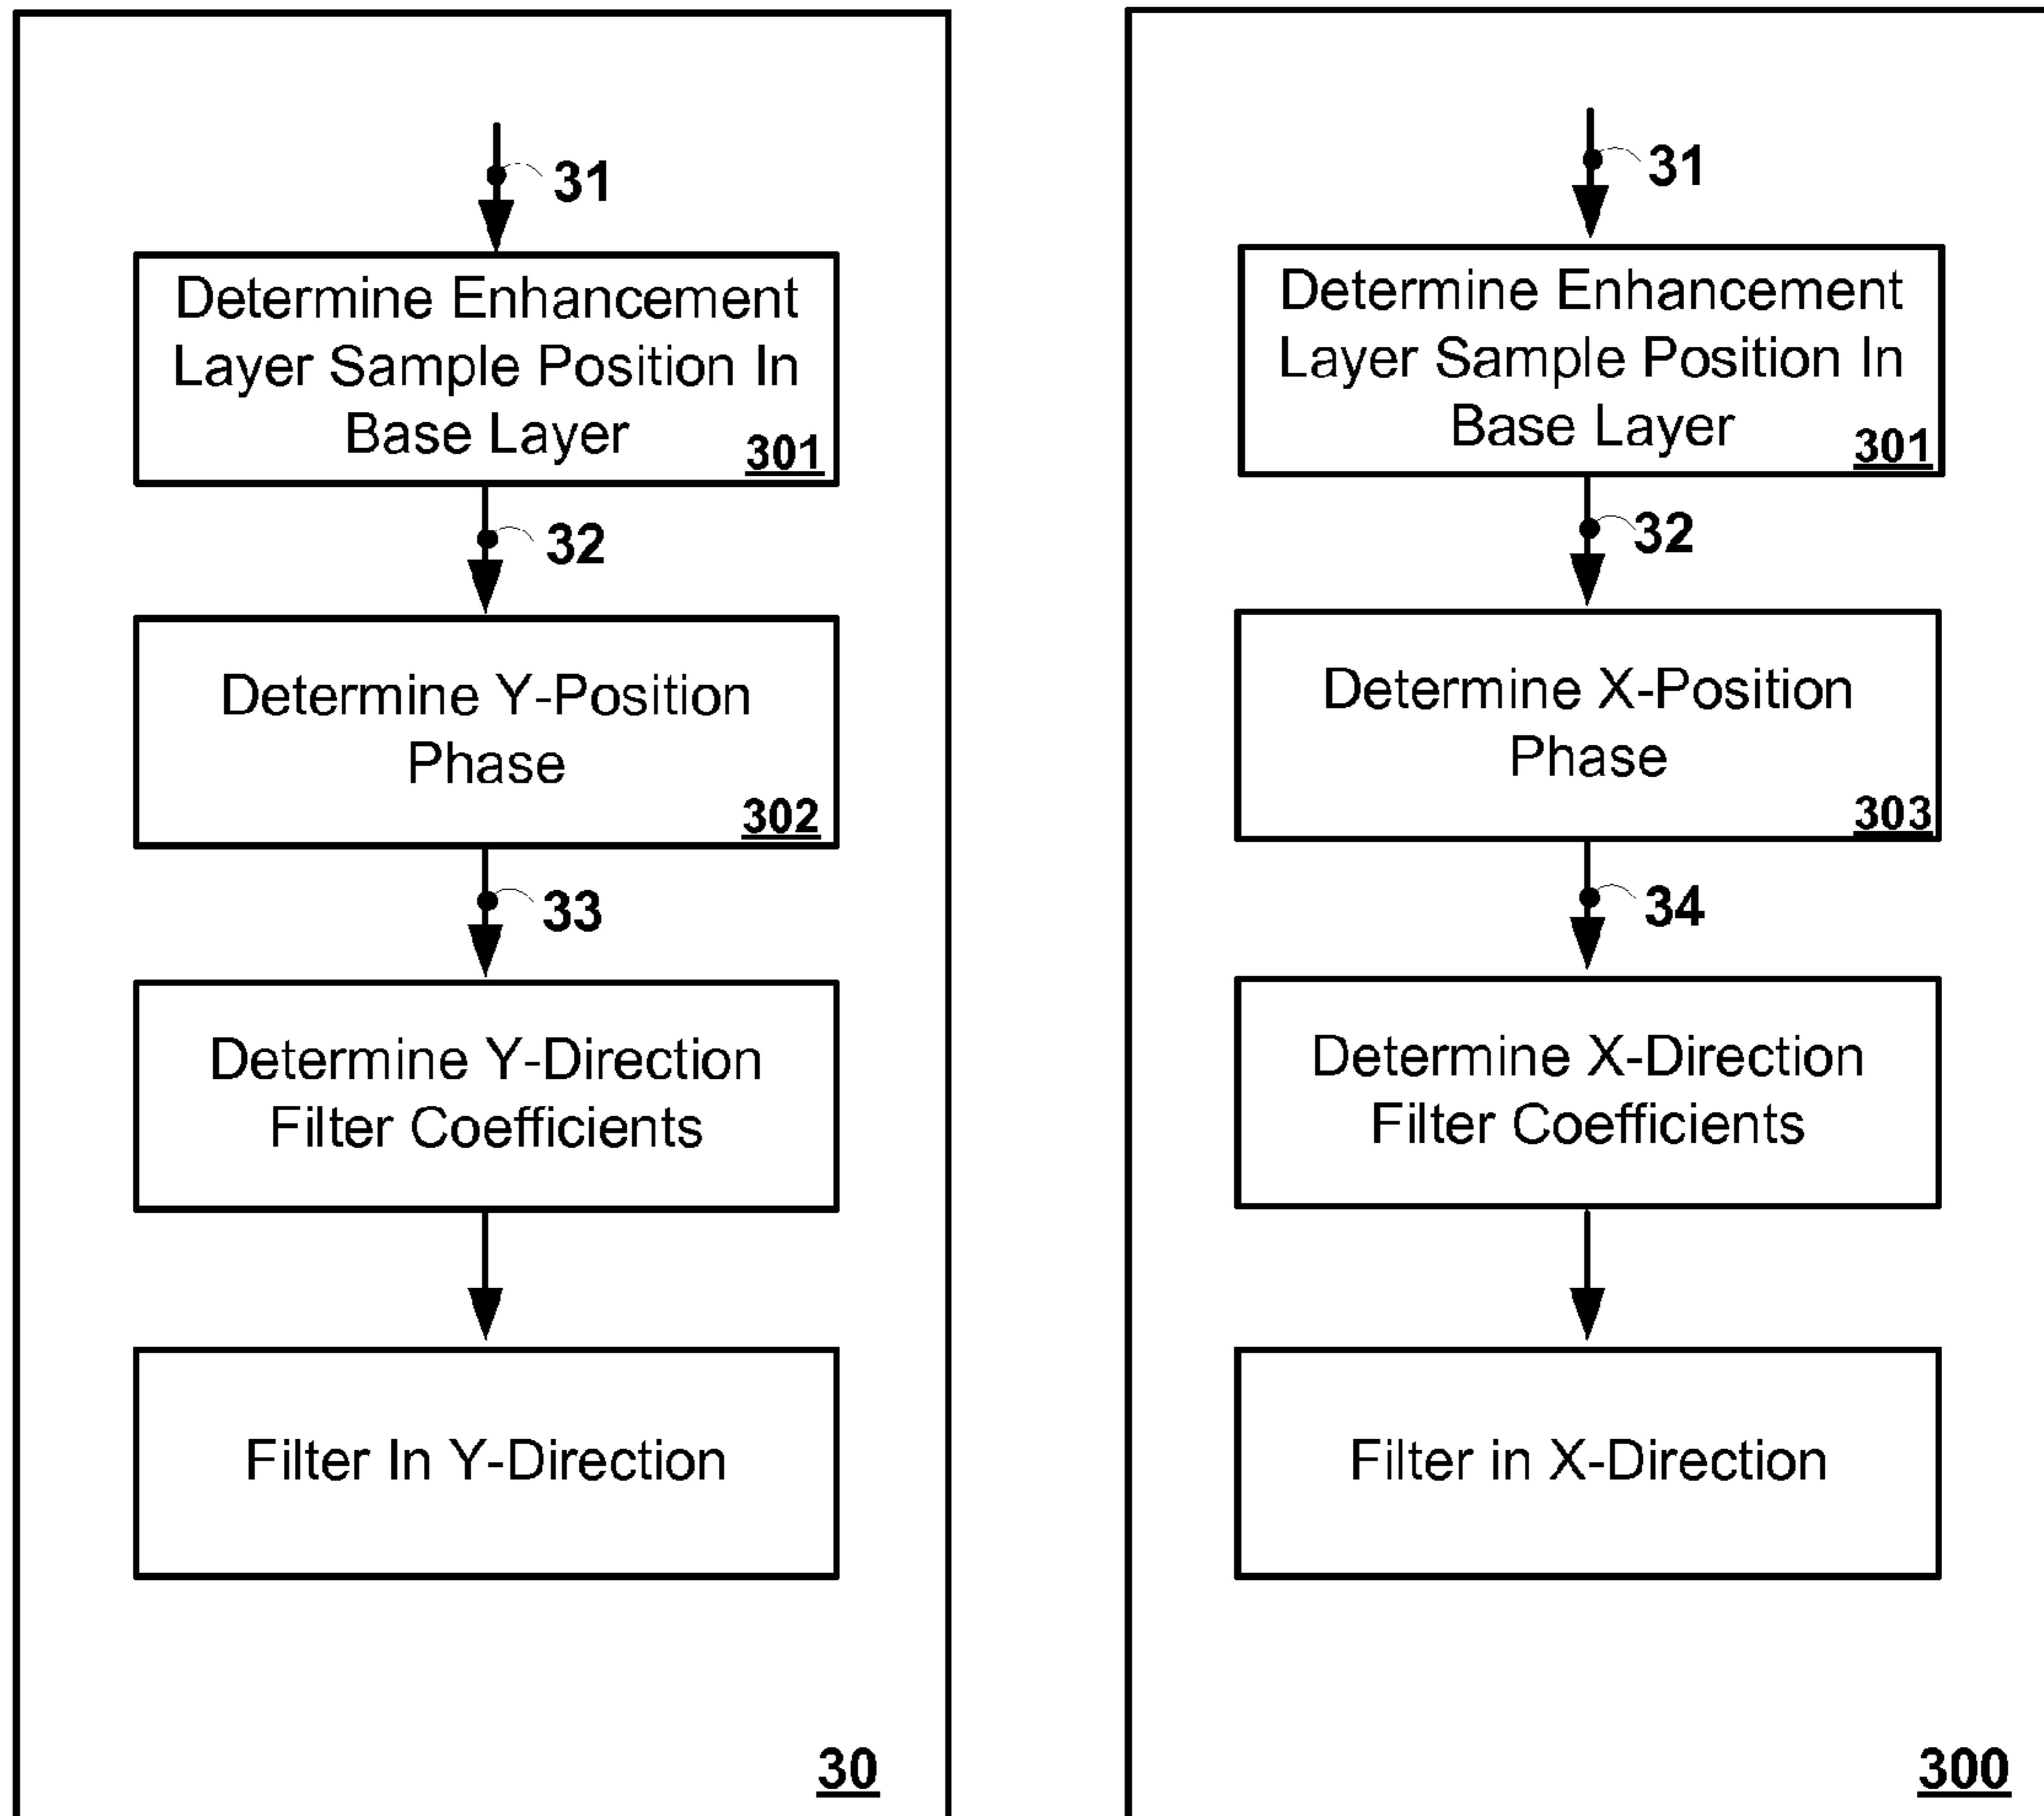 31
Determine Enhancement
Layer Sample Position In
Base Layer
301
32
Determine Y-Position
Phase
302
33
Determine Y-Direction
Filter Coefficients
Filter In Y-Direction
30
31
Determine Enhancement
Layer Sample Position In
Base Layer
301
32
Determine X-Position
Phase
303
34
Determine X-Direction
Filter Coefficients
Filter in X-Direction
300